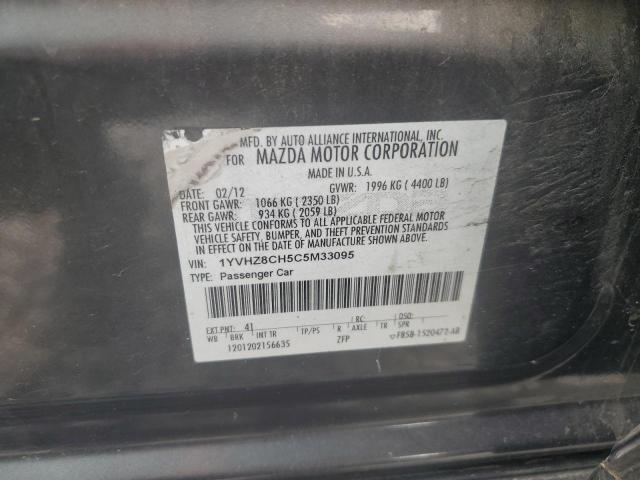 MFD. BY AUTO ALLIANCE INTERNATIONAL, INC.
FOR MAZDA MOTOR CORPORATION
MADE IN U.S.A.
DATE: 02/12 GVWR: 1996 KG ( 4400 LB)
FRONT GAWR: 1066 KG ( 2350 LB)
REAR GAWR: 934 KG ( 2059 LB)
THIS VEHICLE CONFORMS TO ALL APPLICABLE FEDERAL MOTOR
VEHICLE SAFETY, BUMPER, AND THEFT PREVENTION STANDARDS
IN EFFECT ON THE DATE OF MANUFACTURE SHOWN ABOVE.
VIN: 1YVHZ8CH5C5M33095
TYPE: Passenger Car
EXT PNT: 41 RC: DSO:
WB BRK INT TR TP/PS R AXLE TR SPR
1201202156635 ZFP F85B-1520472-AB